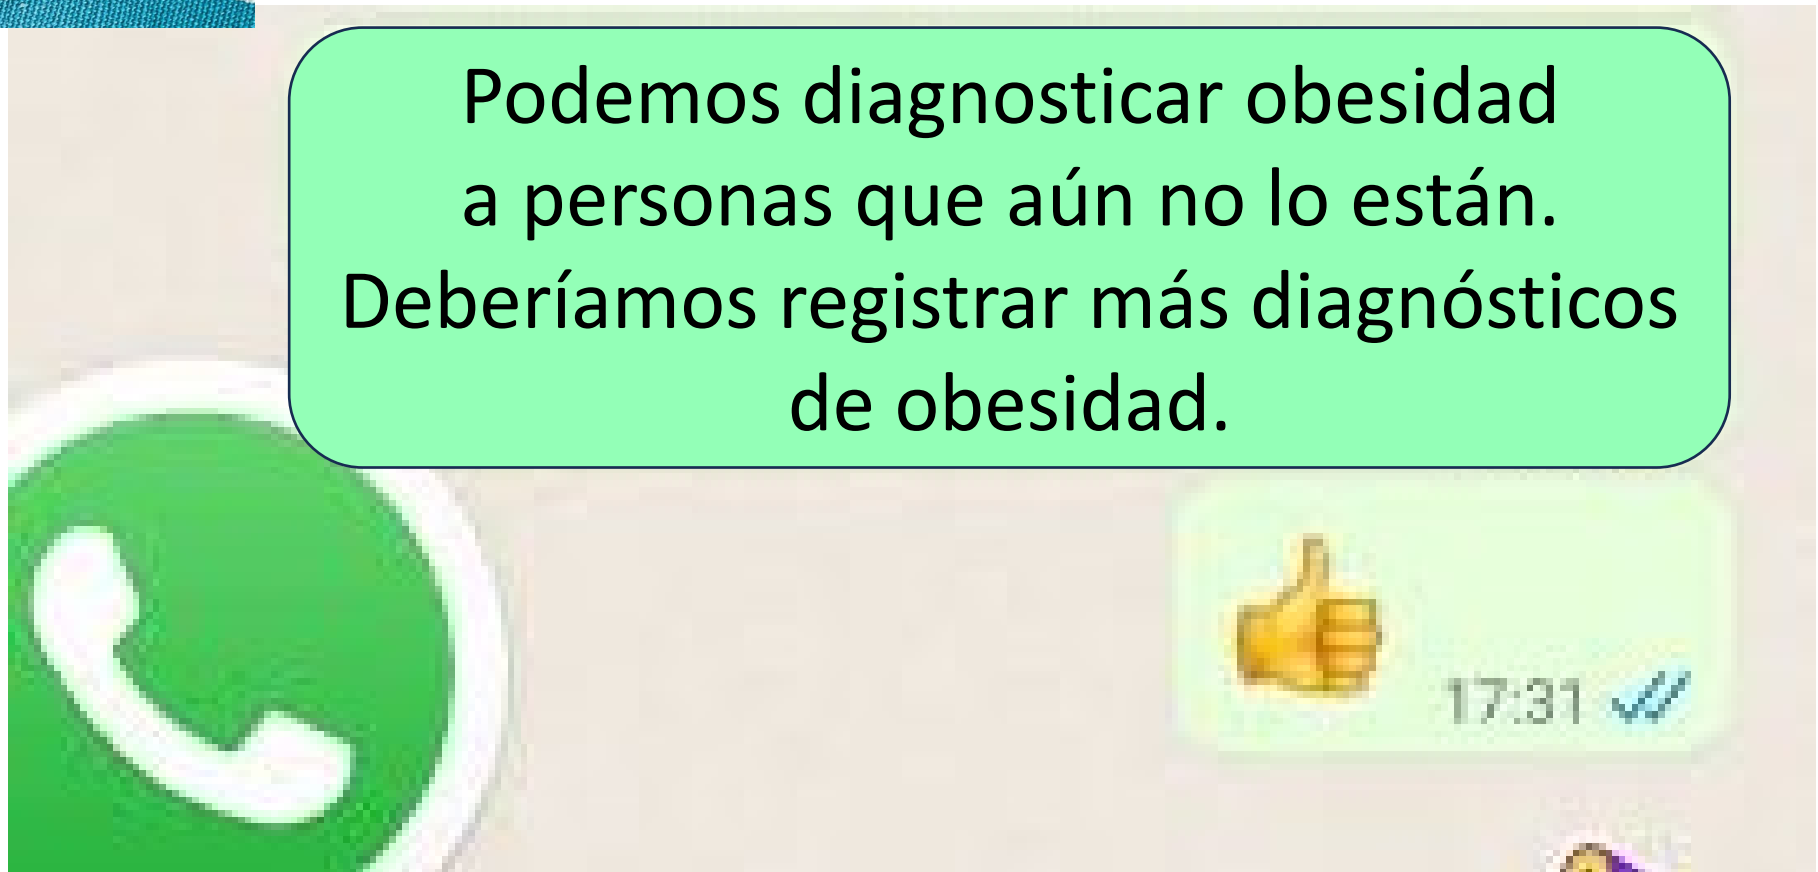 Podemos diagnosticar obesidad
a personas que aún no lo están.
Deberíamos registrar más diagnósticos
de obesidad.
17:31